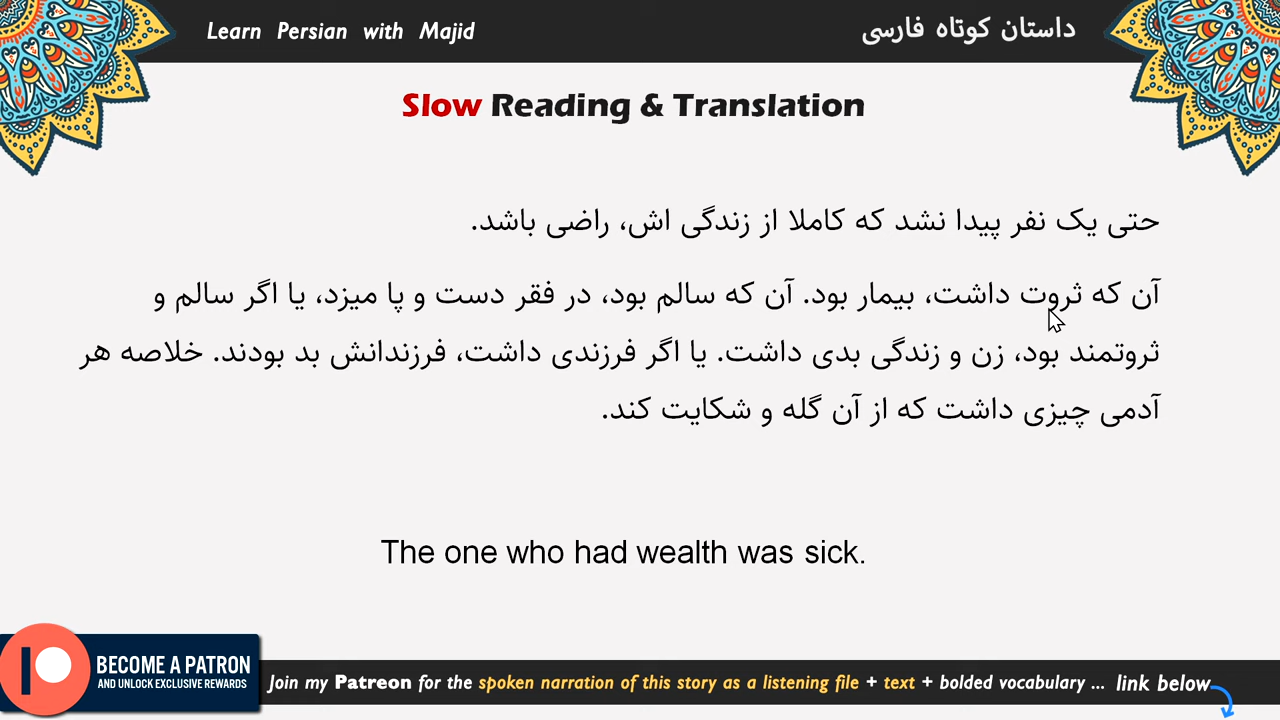 Learn Persian with Majid
داستان کوتاه فارسی
Slow Reading & Translation
حتی یک نفر پیدا نشد که کاملا از زندگی اش، راضی باشد.
آن که ثروت داشت، بیمار بود. آن که سالم بود، در فقر دست و پا میزد، یا اگر سالم و
ثروتمند بود، زن و زندگی بدی داشت. یا اگر فرزندی داشت، فرزندانش بد بودند. خلاصه هر
آدمی چیزی داشت که از آن گله و شکایت کند.
The one who had wealth was sick.
BECOME A PATRON
AND UNLOCK EXCLUSIVE REWARDS
Join my Patreon for the spoken narration of this story as a listening file + text + bolded vocabulary ... link below